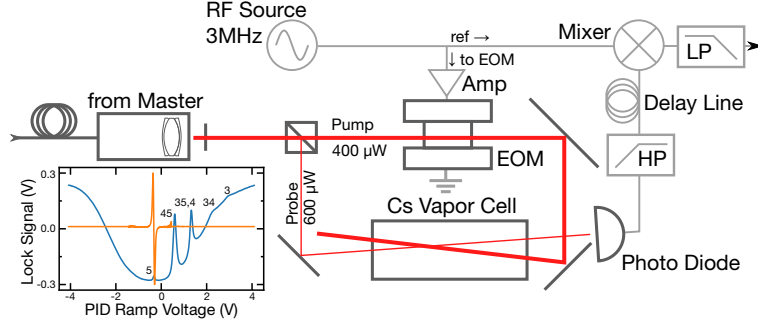 RF Source
3MHz
ref →
↓ to EOM
Mixer
LP
Amp
Delay Line
from Master
Pump
400 µW
EOM
HP
Probe
600 µW
Cs Vapor Cell
Photo Diode
Lock Signal (V)
0.3
0.0
-0.3
5
45
35,4
34
3
-4
-2
0
2
4
PID Ramp Voltage (V)